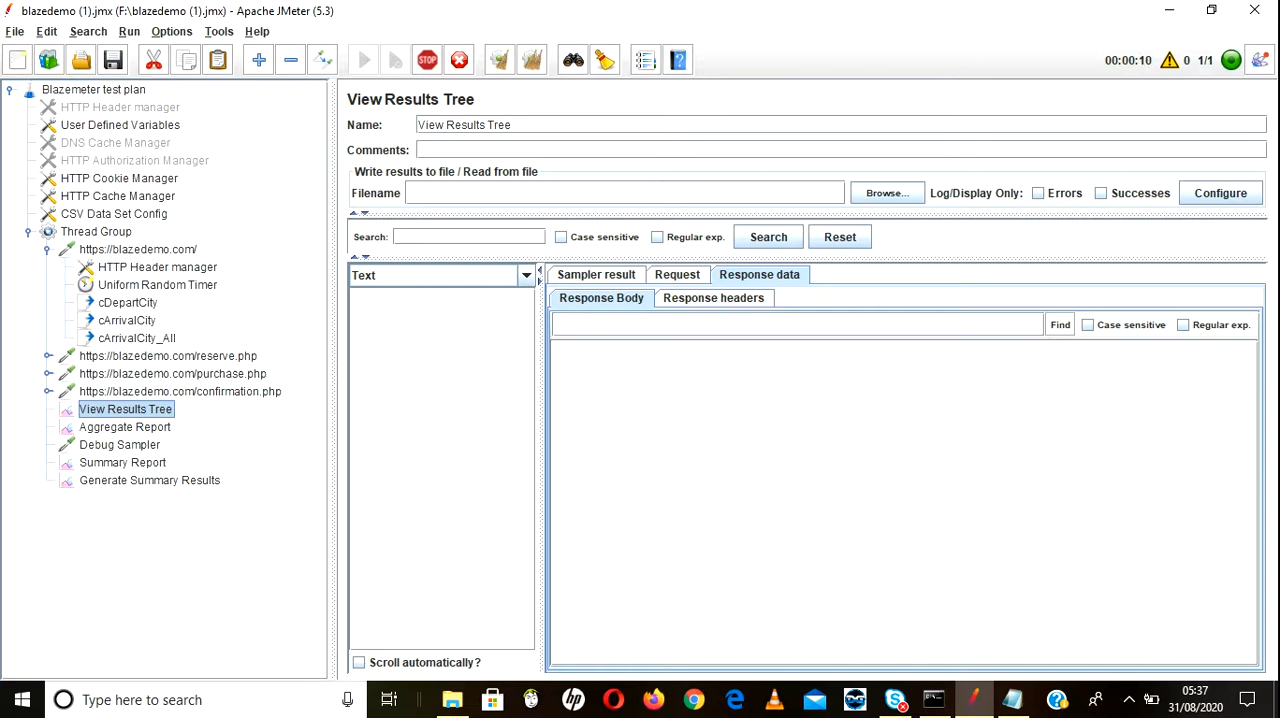 blazedemo (1).jmx (F:\blazedemo (1).jmx) - Apache JMeter (5.3)
File Edit Search Run Options Tools Help
STOP
00:00:10 0 1/1
Blazemeter test plan
HTTP Header manager
User Defined Variables
DNS Cache Manager
HTTP Authorization Manager
HTTP Cookie Manager
HTTP Cache Manager
CSV Data Set Config
Thread Group
https://blazedemo.com/
HTTP Header manager
Uniform Random Timer
cDepartCity
cArrivalCity
cArrivalCity_All
https://blazedemo.com/reserve.php
https://blazedemo.com/purchase.php
https://blazedemo.com/confirmation.php
View Results Tree
Aggregate Report
Debug Sampler
Summary Report
Generate Summary Results
View Results Tree
Name: View Results Tree
Comments:
Write results to file / Read from file
Filename Browse... Log/Display Only: Errors Successes Configure
Search: Case sensitive Regular exp. Search Reset
Text
Sampler result Request Response data
Response Body Response headers
Find Case sensitive Regular exp.
Scroll automatically?
Type here to search
05:37
31/08/2020